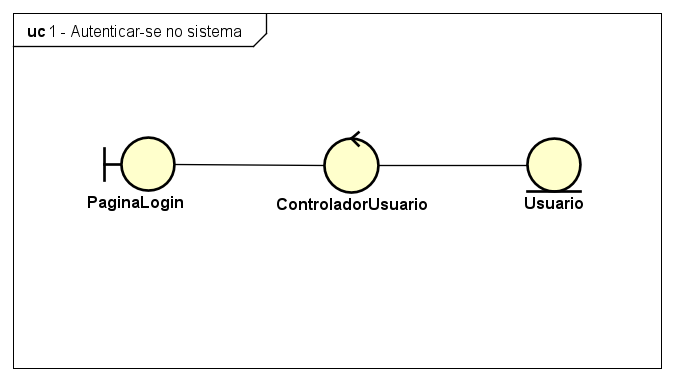 uc 1 - Autenticar-se no sistema
PaginaLogin
ControladorUsuario
Usuario